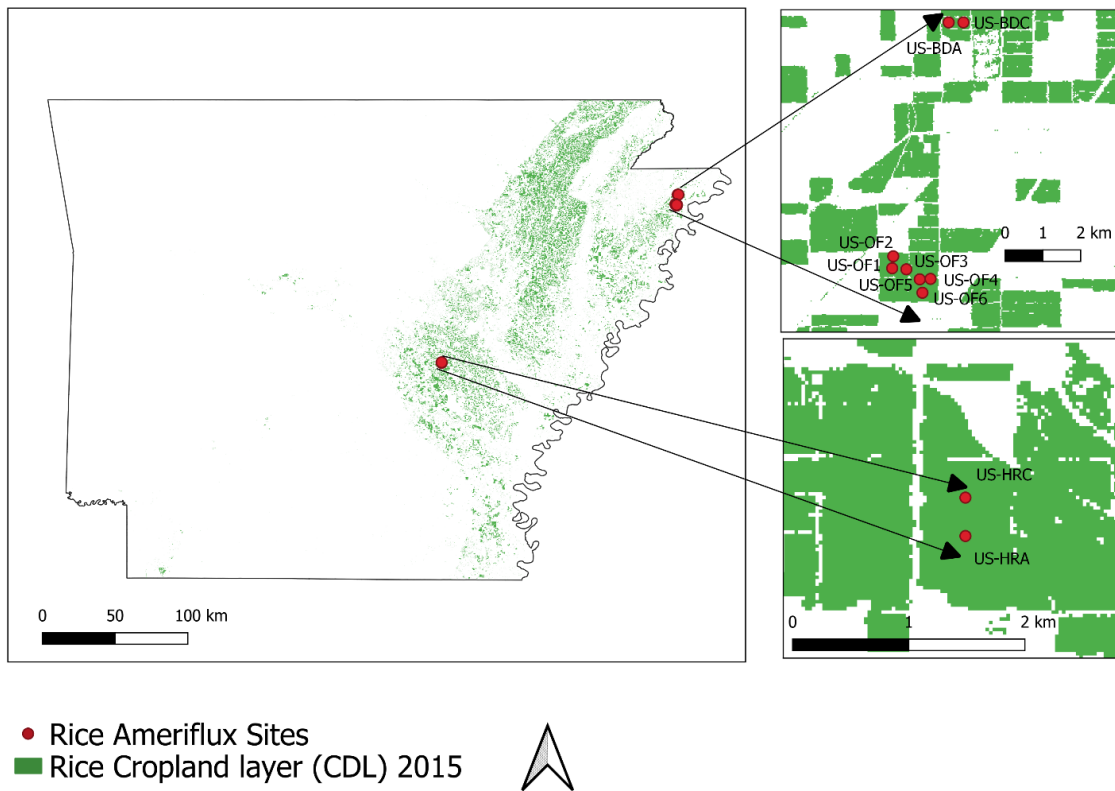 US-BDC
US-BDA
0 1 2 km
US-OF2
US-OF1
US-OF3
US-OF5
US-OF4
US-OF6
US-HRC
US-HRA
0 1 2 km
0 50 100 km
Rice Ameriflux Sites
Rice Cropland layer (CDL) 2015